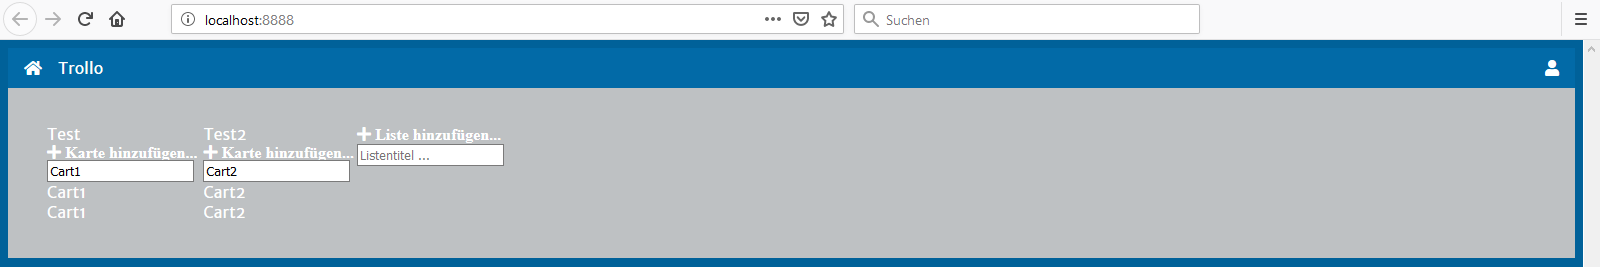 localhost:8888
Suchen
Trollo
Test
Karte hinzufügen...
Cart1
Cart1
Cart1
Test2
Karte hinzufügen...
Cart2
Cart2
Cart2
Liste hinzufügen...
Listentitel ...